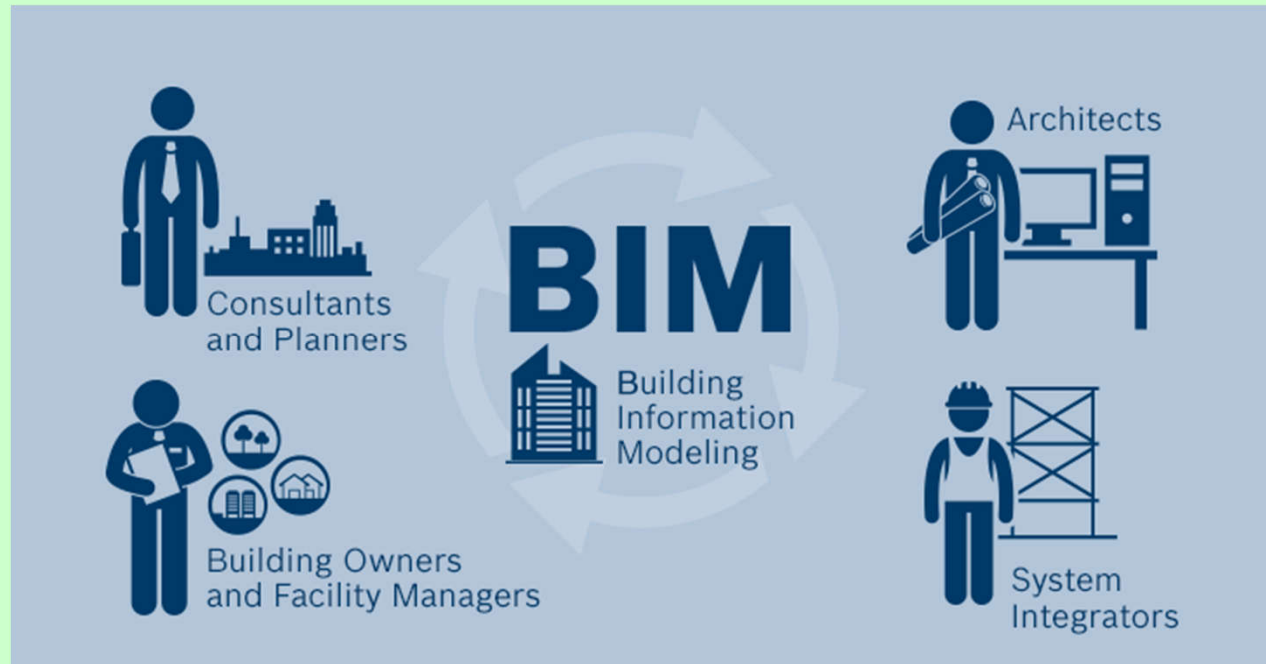 Consultants
and Planners
Architects
BIM
Building
Information
Modeling
Building Owners
and Facility Managers
System
Integrators